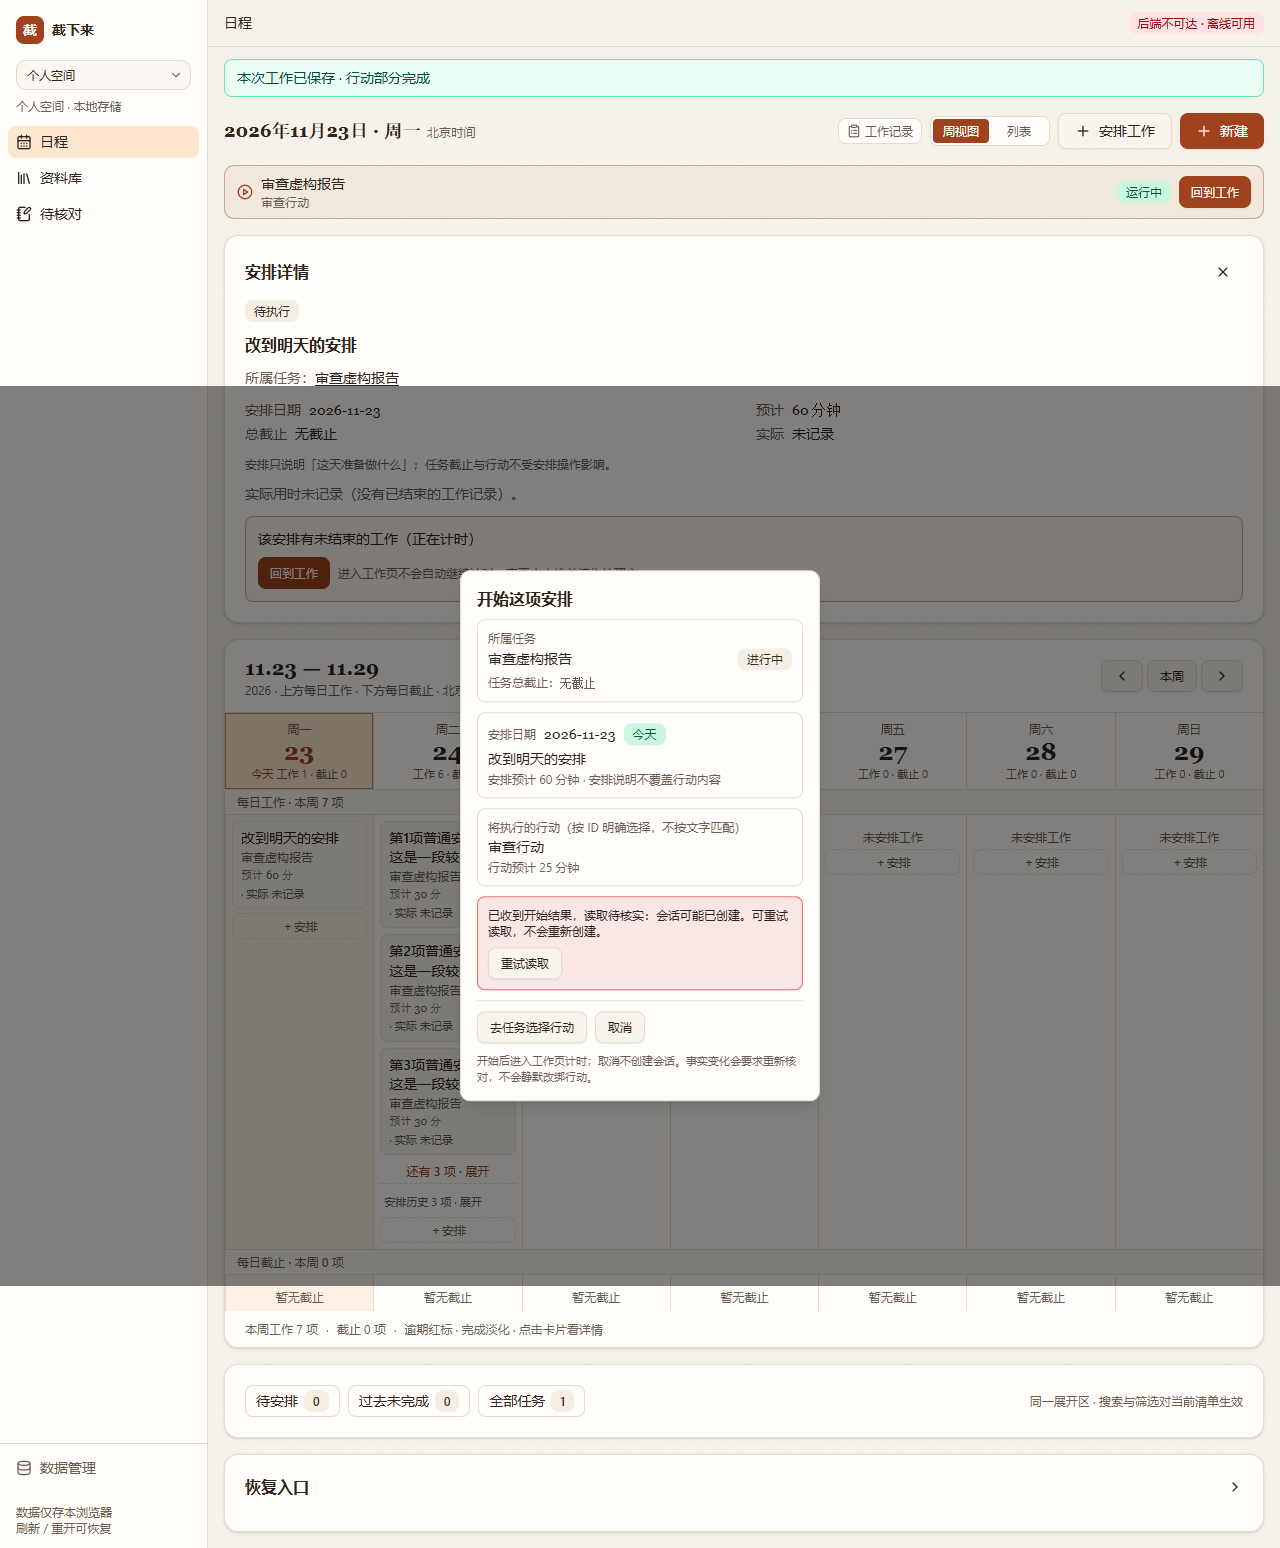 截 截下来
个人空间
个人空间 · 本地存储
日程
资料库
待核对
数据管理
数据仅存本浏览器
刷新 / 重开可恢复
日程
后端不可达 · 离线可用
本次工作已保存 · 行动部分完成
2026年11月23日 · 周一 北京时间
工作记录
周视图 列表
安排工作
新建
审查虚构报告
审查行动
运行中
回到工作
安排详情
待执行
改到明天的安排
所属任务： 审查虚构报告
安排日期 2026-11-23
预计 60 分钟
总截止 无截止
实际 未记录
安排只说明「这天准备做什么」；任务截止与行动不受安排操作影响。
实际用时未记录（没有已结束的工作记录）。
该安排有未结束的工作（正在计时）
回到工作 进入工作页不会自动继
开始这项安排
所属任务
审查虚构报告
进行中
任务总截止：无截止
安排日期 2026-11-23 今天
改到明天的安排
安排预计 60 分钟 · 安排说明不覆盖行动内容
将执行的行动（按 ID 明确选择，不按文字匹配）
审查行动
行动预计 25 分钟
已收到开始结果，读取待核实：会话可能已创建。可重试
读取，不会重新创建。
重试读取
去任务选择行动 取消
开始后进入工作页计时；取消不创建会话。事实变化会要求重新核
对，不会静默改绑行动。
11.23 — 11.29
2026 · 上方每日工作 · 下方每日截止 ·
本周
周一
23
今天 工作 1 · 截止 0
周二
24
工作 6 ·
周五
27
工作 0 · 截止 0
周六
28
工作 0 · 截止 0
周日
29
工作 0 · 截止 0
每日工作 · 本周 7 项
改到明天的安排
审查虚构报告
预计 60 分
· 实际 未记录
+ 安排
第1项普通
这是一段较
审查虚构报告
预计 30 分
· 实际 未记录
第2项普通
这是一段较
审查虚构报告
预计 30 分
· 实际 未记录
第3项普通
这是一段较
审查虚构报告
预计 30 分
· 实际 未记录
还有 3 项 · 展开
安排历史 3 项 · 展开
+ 安排
未安排工作
+ 安排
未安排工作
+ 安排
未安排工作
+ 安排
每日截止 · 本周 0 项
暂无截止 暂无截止 暂无截止 暂无截止 暂无截止 暂无截止 暂无截止
本周工作 7 项 · 截止 0 项 · 逾期红标 · 完成淡化 · 点击卡片看详情
待安排 0 过去未完成 0 全部任务 1
同一展开区 · 搜索与筛选对当前清单生效
恢复入口